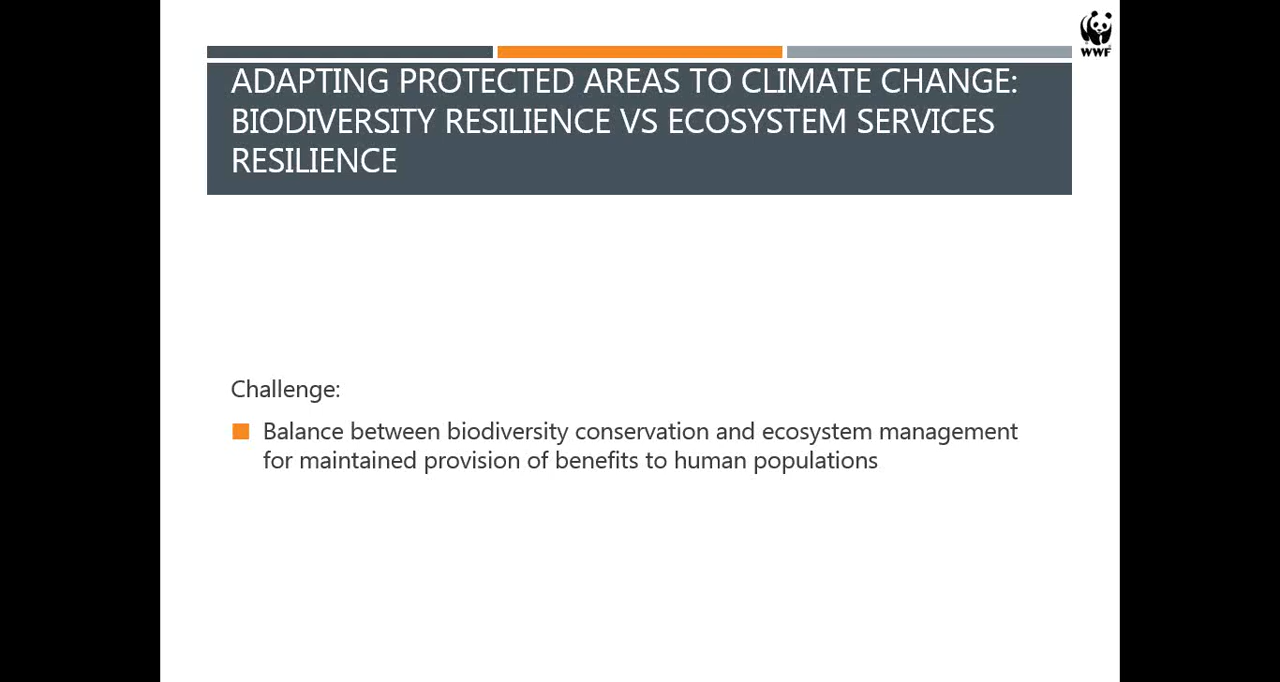 WWF
ADAPTING PROTECTED AREAS TO CLIMATE CHANGE:
BIODIVERSITY RESILIENCE VS ECOSYSTEM SERVICES
RESILIENCE
Challenge:
Balance between biodiversity conservation and ecosystem management
for maintained provision of benefits to human populations